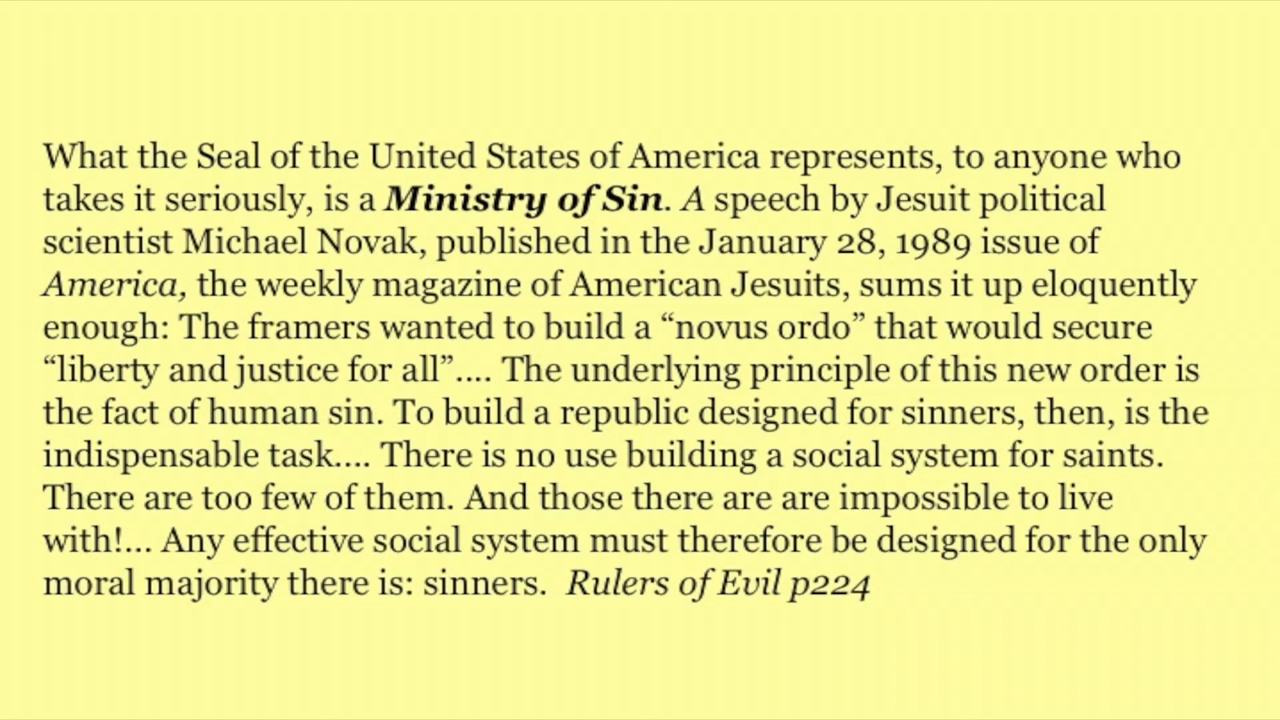 What the Seal of the United States of America represents, to anyone who
takes it seriously, is a Ministry of Sin. A speech by Jesuit political
scientist Michael Novak, published in the January 28, 1989 issue of
America, the weekly magazine of American Jesuits, sums it up eloquently
enough: The framers wanted to build a “novus ordo” that would secure
“liberty and justice for all”.... The underlying principle of this new order is
the fact of human sin. To build a republic designed for sinners, then, is the
indispensable task.... There is no use building a social system for saints.
There are too few of them. And those there are are impossible to live
with!... Any effective social system must therefore be designed for the only
moral majority there is: sinners. Rulers of Evil p224